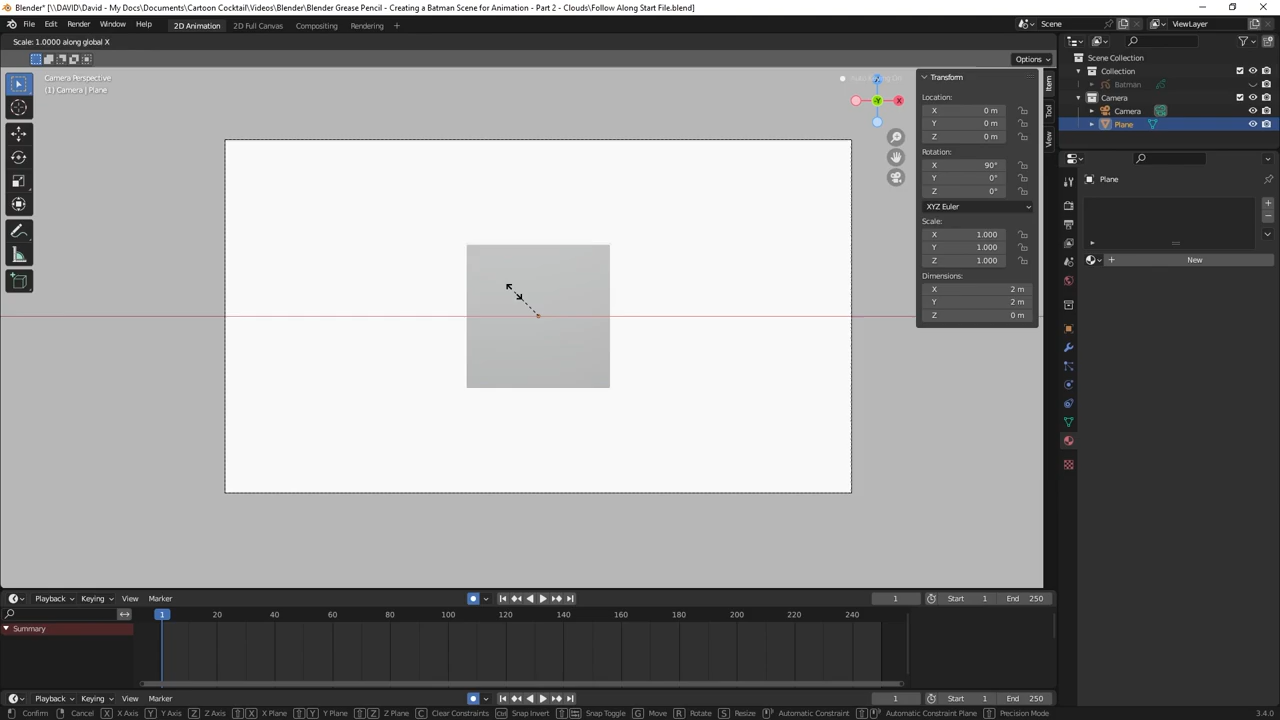 Blender* [\\DAVID\David - My Docs\Documents\Cartoon Cocktail\Videos\Blender\Blender Grease Pencil - Creating a Batman Scene for Animation - Part 2 - Clouds\Follow Along Start File.blend]
File Edit Render Window Help 2D Animation 2D Full Canvas Compositing Rendering + Scene ViewLayer
Scale: 1.0000 along global X
Options
Camera Perspective
(1) Camera | Plane
X
-Y
Item
Tool
View
Transform
Location:
X 0 m
Y 0 m
Z 0 m
Rotation:
X 90°
Y 0°
Z 0°
XYZ Euler
Scale:
X 1.000
Y 1.000
Z 1.000
Dimensions:
X 2 m
Y 2 m
Z 0 m
Scene Collection
Collection
Batman
Camera
Camera
Plane
Plane
+ New
Playback Keying View Marker 1 Start 1 End 250
1 20 40 60 80 100 120 140 160 180 200 220 240
Summary
Playback Keying View Marker 1 Start 1 End 250
Confirm Cancel X X Axis Y Y Axis Z Z Axis X X Plane Y Y Plane Z Z Plane C Clear Constraints Snap Invert Snap Toggle G Move R Rotate S Resize Automatic Constraint Automatic Constraint Plane Precision Mode 3.4.0